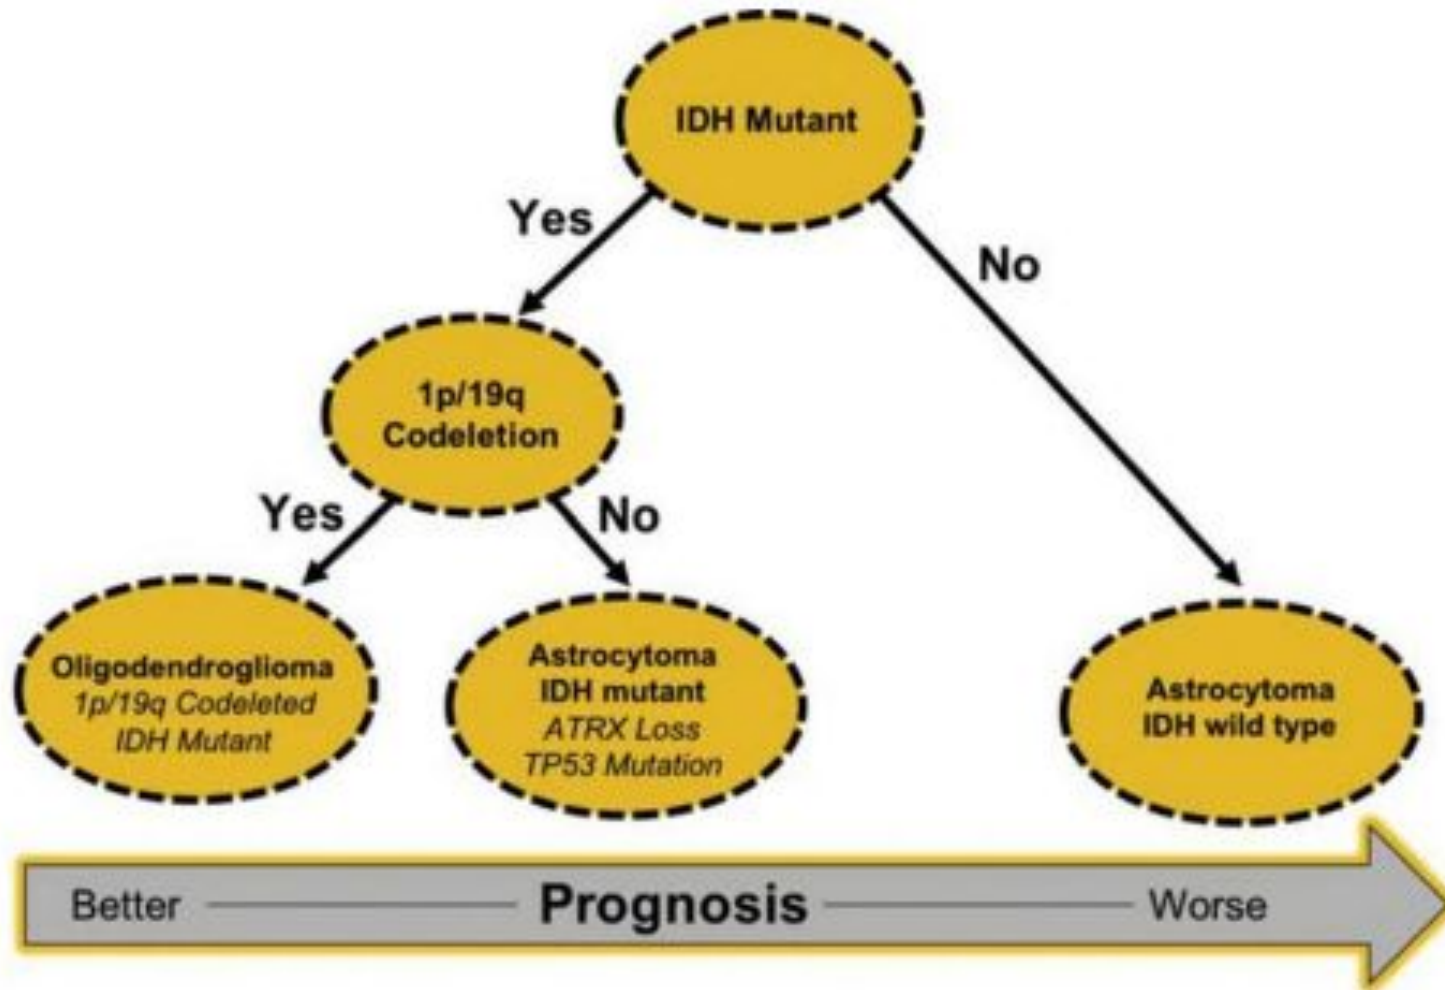 IDH Mutant
Yes
No
1p/19q
Codeletion
Yes
No
Oligodendroglioma
1p/19q Codeleted
IDH Mutant
Astrocytoma
IDH mutant
ATRX Loss
TP53 Mutation
Astrocytoma
IDH wild type
Better Prognosis Worse